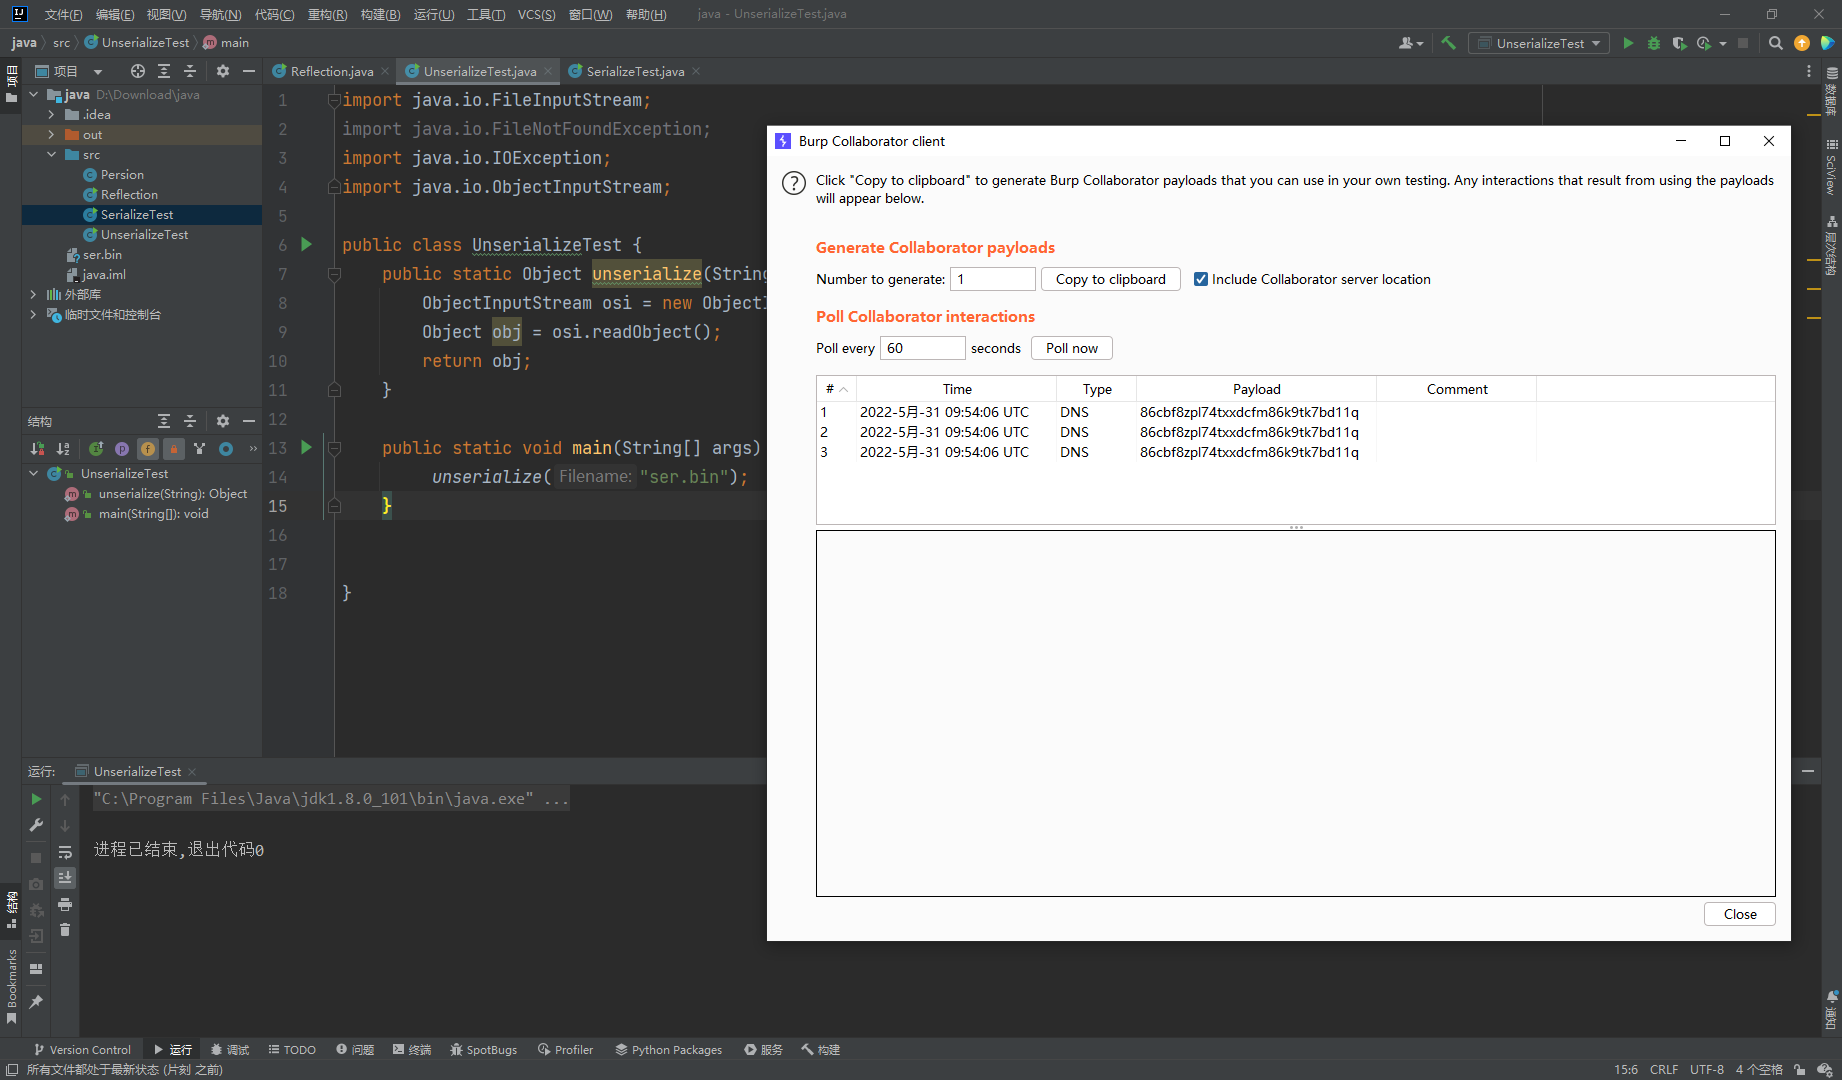 文件(F) 编辑(E) 视图(V) 导航(N) 代码(C) 重构(R) 构建(B) 运行(U) 工具(T) VCS(S) 窗口(W) 帮助(H) java - UnserializeTest.java
java src UnserializeTest main
UnserializeTest
项目
项目
Reflection.java
UnserializeTest.java
SerializeTest.java
java D:\Download\java
.idea
out
src
Persion
Reflection
SerializeTest
UnserializeTest
ser.bin
java.iml
外部库
临时文件和控制台
结构
UnserializeTest
unserialize(String): Object
main(String[]): void
1 import java.io.FileInputStream;
2 import java.io.FileNotFoundException;
3 import java.io.IOException;
4 import java.io.ObjectInputStream;
5
6 public class UnserializeTest {
7 public static Object unserialize(String
8 ObjectInputStream osi = new ObjectI
9 Object obj = osi.readObject();
10 return obj;
11 }
12
13 public static void main(String[] args)
14 unserialize( Filename: "ser.bin");
15 }
16
17
18 }
Burp Collaborator client
Click "Copy to clipboard" to generate Burp Collaborator payloads that you can use in your own testing. Any interactions that result from using the payloads
will appear below.
Generate Collaborator payloads
Number to generate: 1 Copy to clipboard Include Collaborator server location
Poll Collaborator interactions
Poll every 60 seconds Poll now
# Time Type Payload Comment
1 2022-5月-31 09:54:06 UTC DNS 86cbf8zpl74txxdcfm86k9tk7bd11q
2 2022-5月-31 09:54:06 UTC DNS 86cbf8zpl74txxdcfm86k9tk7bd11q
3 2022-5月-31 09:54:06 UTC DNS 86cbf8zpl74txxdcfm86k9tk7bd11q
Close
数据库
SciView
层次结构
通知
运行: UnserializeTest
"C:\Program Files\Java\jdk1.8.0_101\bin\java.exe" ...
进程已结束,退出代码0
结构
Bookmarks
Version Control 运行 调试 TODO 问题 终端 SpotBugs Profiler Python Packages 服务 构建
所有文件都处于最新状态 (片刻 之前)
15:6 CRLF UTF-8 4 个空格